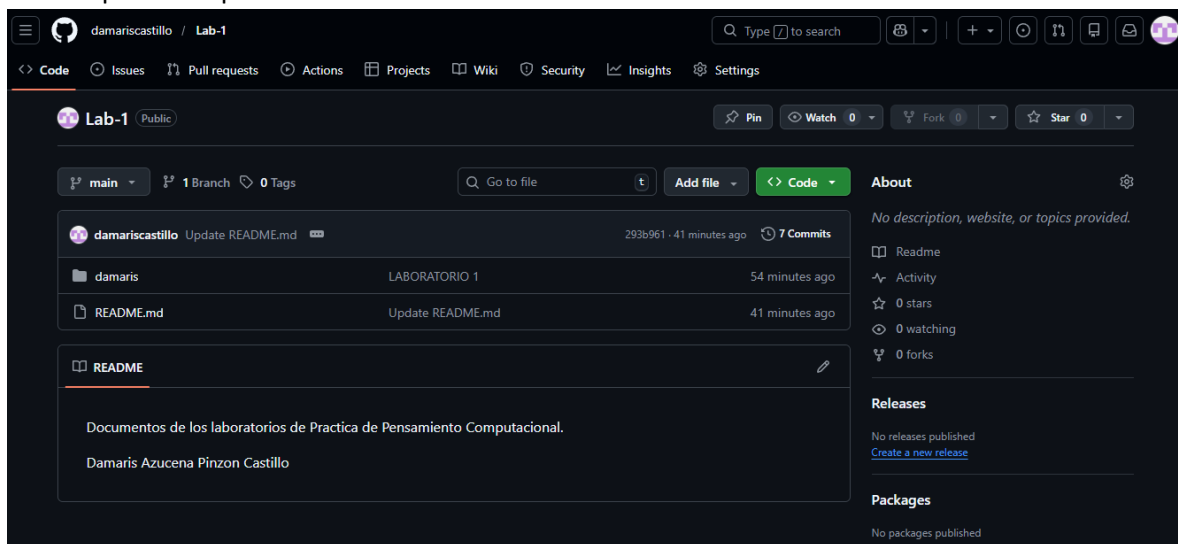 damariscastillo / Lab-1
Type / to search
Code Issues Pull requests Actions Projects Wiki Security Insights Settings
Lab-1 Public
Pin Watch 0 Fork 0 Star 0
main 1 Branch 0 Tags
Go to file t Add file Code
damariscastillo Update README.md 293b961 · 41 minutes ago 7 Commits
damaris LABORATORIO 1 54 minutes ago
README.md Update README.md 41 minutes ago
README
Documentos de los laboratorios de Practica de Pensamiento Computacional.
Damaris Azucena Pinzon Castillo
About
No description, website, or topics provided.
Readme
Activity
0 stars
0 watching
0 forks
Releases
No releases published
Create a new release
Packages
No packages published